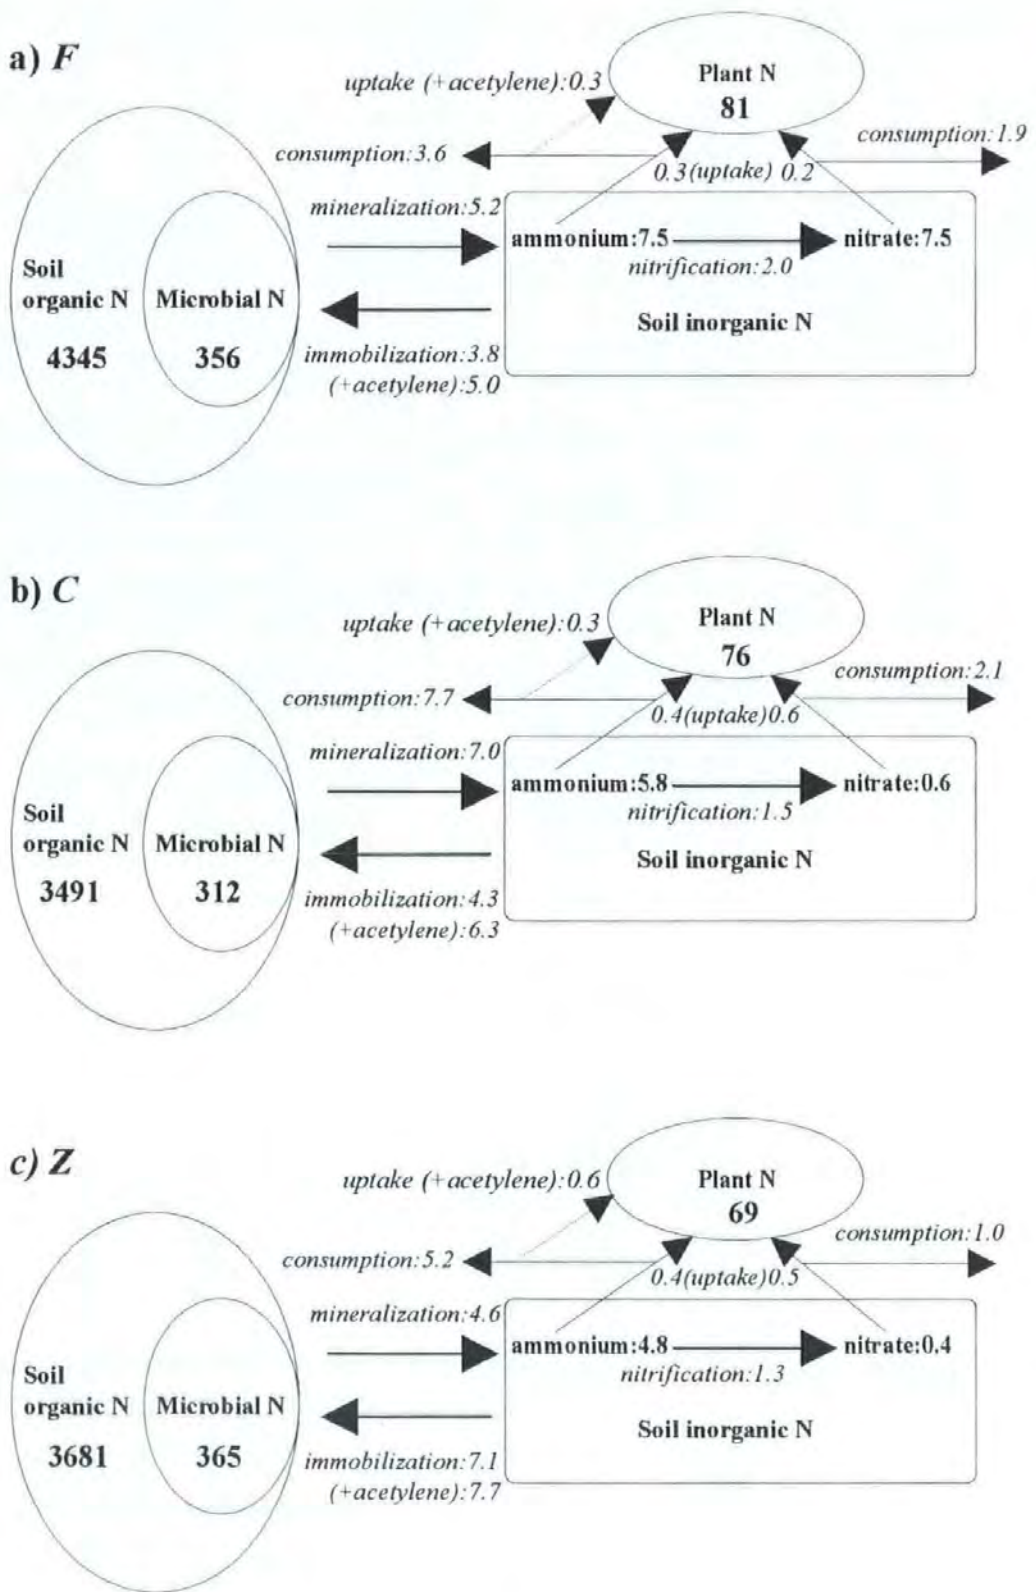 a) F
uptake (+acetylene):0.3
Plant N
81
consumption:3.6
consumption:1.9
0.3(uptake) 0.2
mineralization:5.2
ammonium:7.5
nitrate:7.5
nitrification:2.0
Soil
organic N
Microbial N
4345
356
Soil inorganic N
immobilization:3.8
(+acetylene):5.0
b) C
uptake (+acetylene):0.3
Plant N
76
consumption:7.7
consumption:2.1
0.4(uptake)0.6
mineralization:7.0
ammonium:5.8
nitrate:0.6
nitrification:1.5
Soil
organic N
Microbial N
3491
312
Soil inorganic N
immobilization:4.3
(+acetylene):6.3
c) Z
uptake (+acetylene):0.6
Plant N
69
consumption:5.2
consumption:1.0
0.4(uptake)0.5
mineralization:4.6
ammonium:4.8
nitrate:0.4
nitrification:1.3
Soil
organic N
Microbial N
3681
365
Soil inorganic N
immobilization:7.1
(+acetylene):7.7